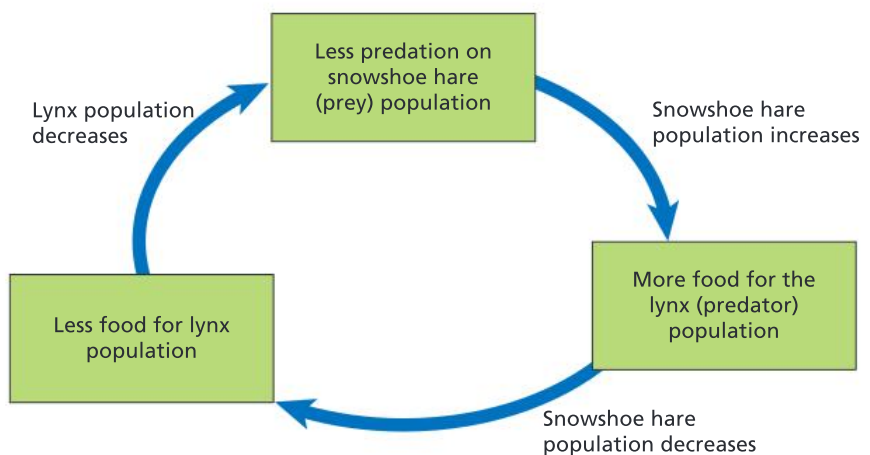 Less predation on
snowshoe hare
(prey) population
Snowshoe hare
population increases
More food for the
lynx (predator)
population
Snowshoe hare
population decreases
Less food for lynx
population
Lynx population
decreases